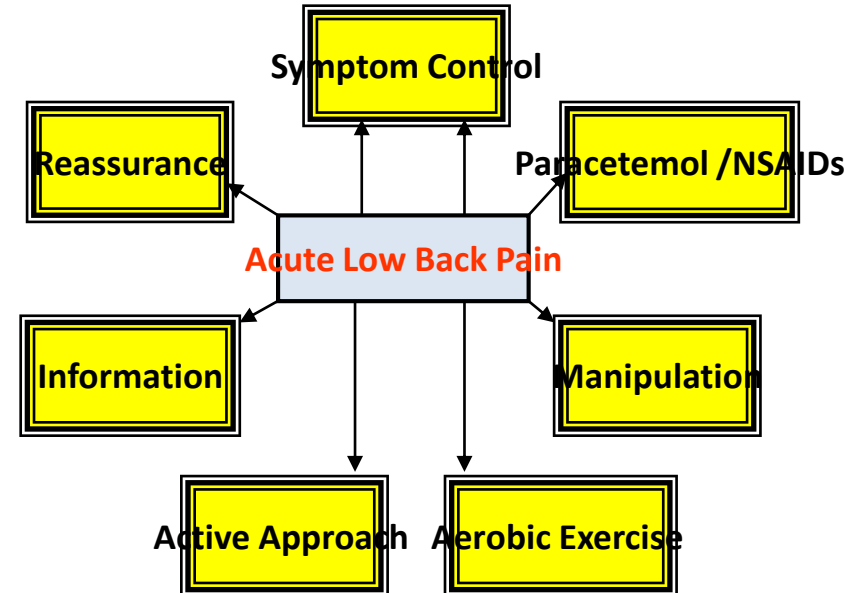 Symptom Control
Reassurance
Paracetemol /NSAIDs
Acute Low Back Pain
Information
Manipulation
Active Approach
Aerobic Exercise